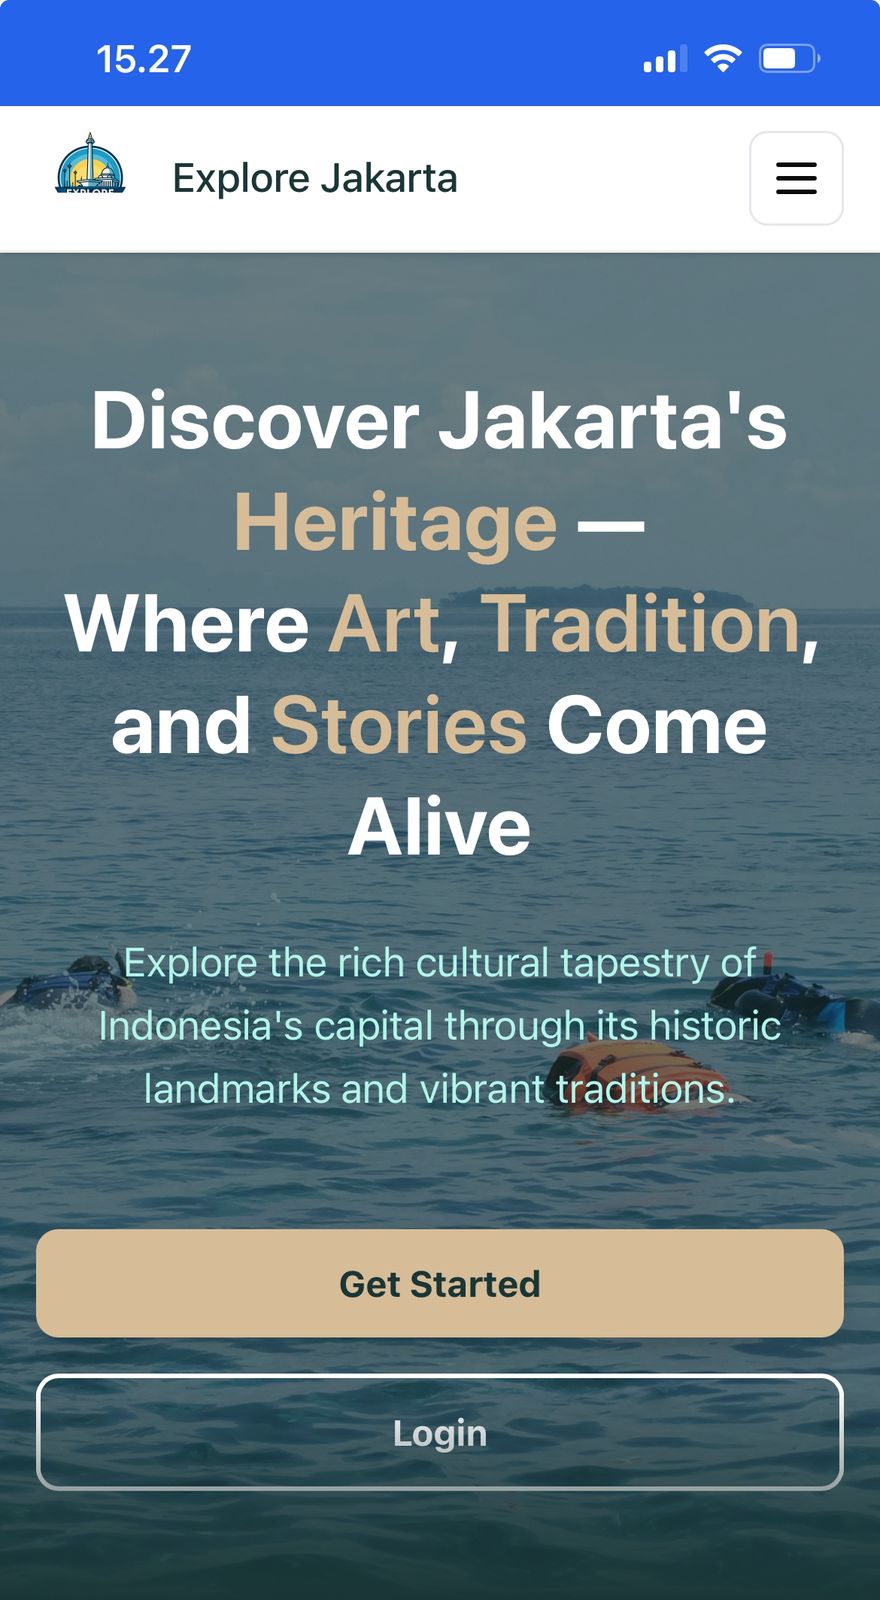 15.27
EXPLORE
Explore Jakarta
Discover Jakarta's
Heritage —
Where Art, Tradition,
and Stories Come
Alive
Explore the rich cultural tapestry of
Indonesia's capital through its historic
landmarks and vibrant traditions.
Get Started
Login